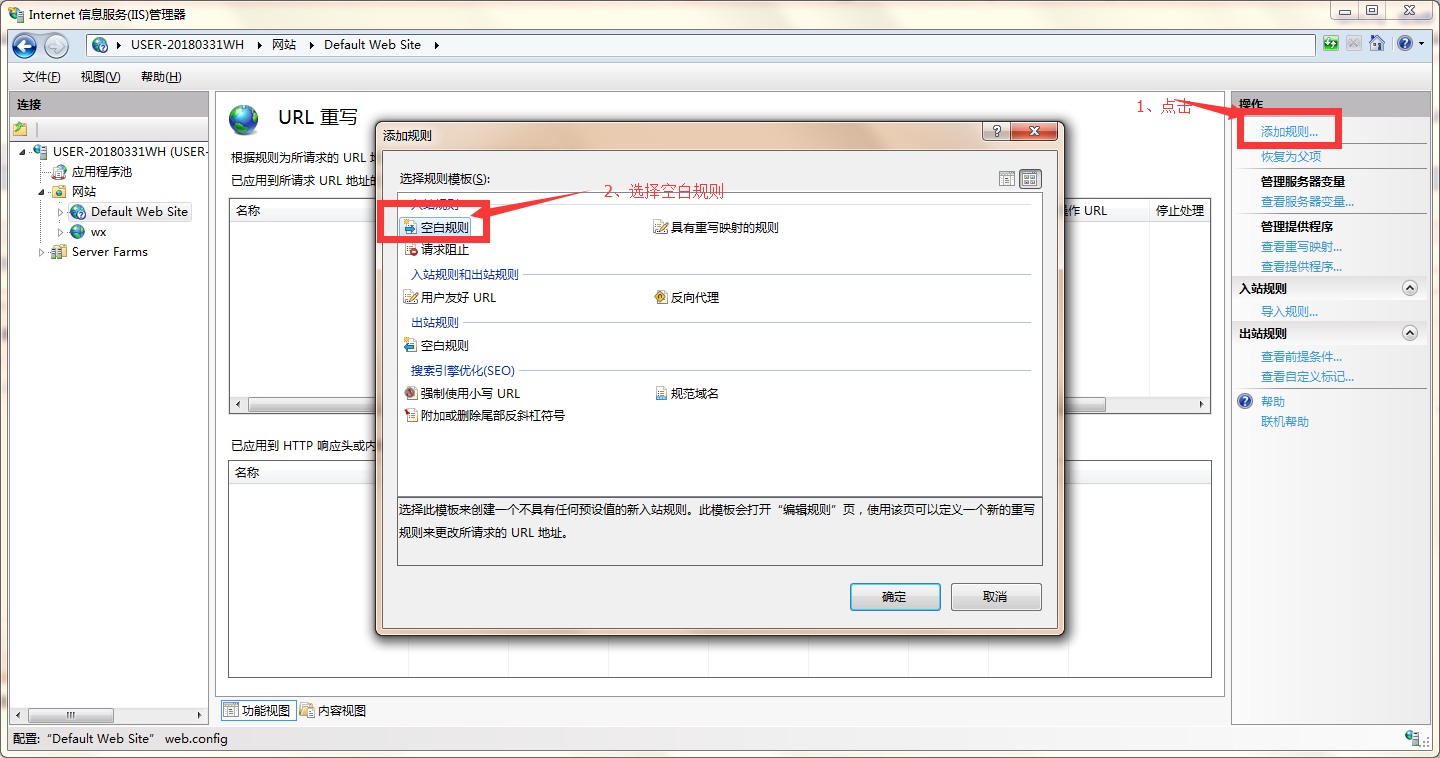 Internet 信息服务(IIS)管理器
USER-20180331WH
网站
Default Web Site
文件(F)
视图(V)
帮助(H)
连接
USER-20180331WH (USER-
应用程序池
网站
Default Web Site
wx
Server Farms
URL 重写
根据规则为所请求的 URL
已应用到所请求 URL 地址的
名称
操作 URL
停止处理
已应用到 HTTP 响应头或内
名称
添加规则
选择规则模板(S):
2、选择空白规则
入站规则
空白规则
具有重写映射的规则
请求阻止
入站规则和出站规则
用户友好 URL
反向代理
出站规则
空白规则
搜索引擎优化(SEO)
强制使用小写 URL
规范域名
附加或删除尾部反斜杠符号
选择此模板来创建一个不具有任何预设值的新入站规则。此模板会打开“编辑规则”页，使用该页可以定义一个新的重写
规则来更改所请求的 URL 地址。
确定
取消
1、点击
操作
添加规则...
恢复为父项
管理服务器变量
查看服务器变量...
管理提供程序
查看重写映射...
查看提供程序...
入站规则
导入规则...
出站规则
查看前提条件...
查看自定义标记...
帮助
联机帮助
功能视图
内容视图
配置: “Default Web Site” web.config